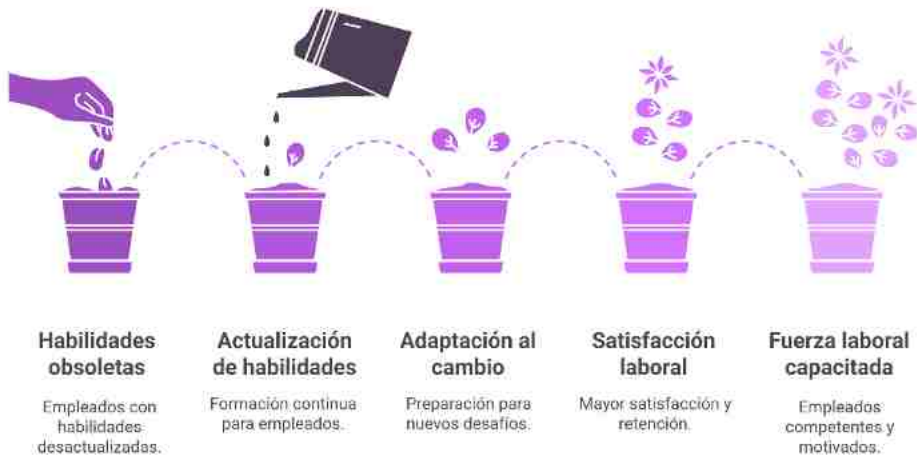 Habilidades
obsoletas
Empleados con
habilidades
desactualizadas.
Actualización
de habilidades
Formación continua
para empleados.
Adaptación al
cambio
Preparación para
nuevos desafíos.
Satisfacción
laboral
Mayor satisfacción y
retención.
Fuerza laboral
capacitada
Empleados
competentes y
motivados.